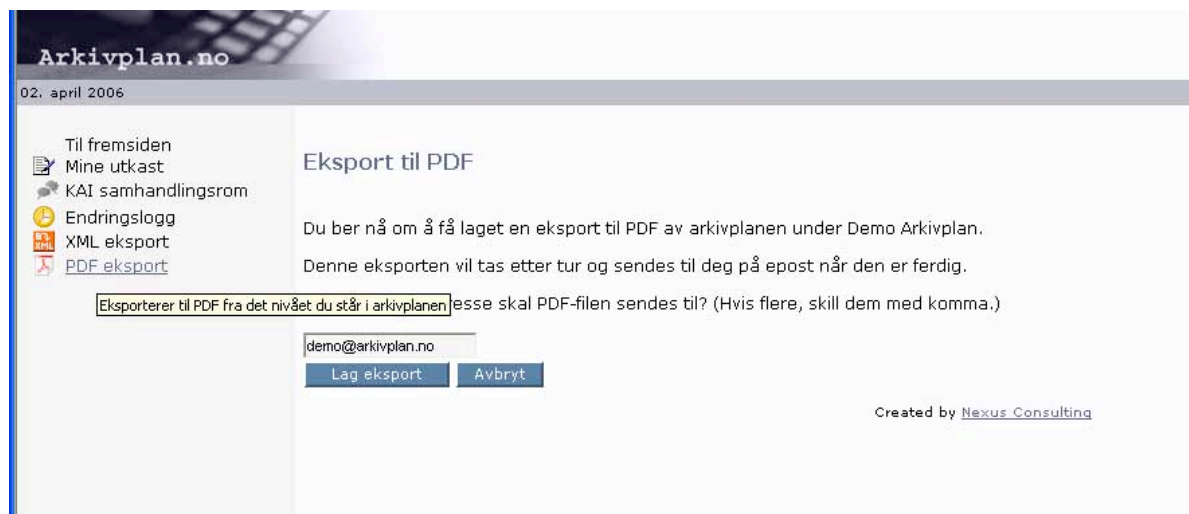 Arkivplan.no
02. april 2006
Til fremsiden
Mine utkast
KAI samhandlingsrom
Endringslogg
XML eksport
PDF eksport
Eksporterer til PDF fra det nivået du står i arkivplanen
Eksport til PDF
Du ber nå om å få laget en eksport til PDF av arkivplanen under Demo Arkivplan.
Denne eksporten vil tas etter tur og sendes til deg på epost når den er ferdig.
esse skal PDF-filen sendes til? (Hvis flere, skill dem med komma.)
demo@arkivplan.no
Lag eksport Avbryt
Created by Nexus Consulting